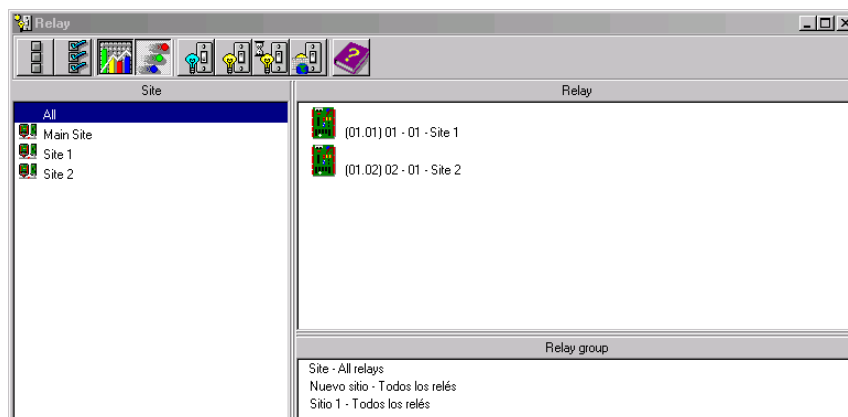 Relay
Site
Relay
All
Main Site
Site 1
Site 2
(01.01) 01 - 01 - Site 1
(01.02) 02 - 01 - Site 2
Relay group
Site - All relays
Nuevo sitio - Todos los relés
Sitio 1 - Todos los relés